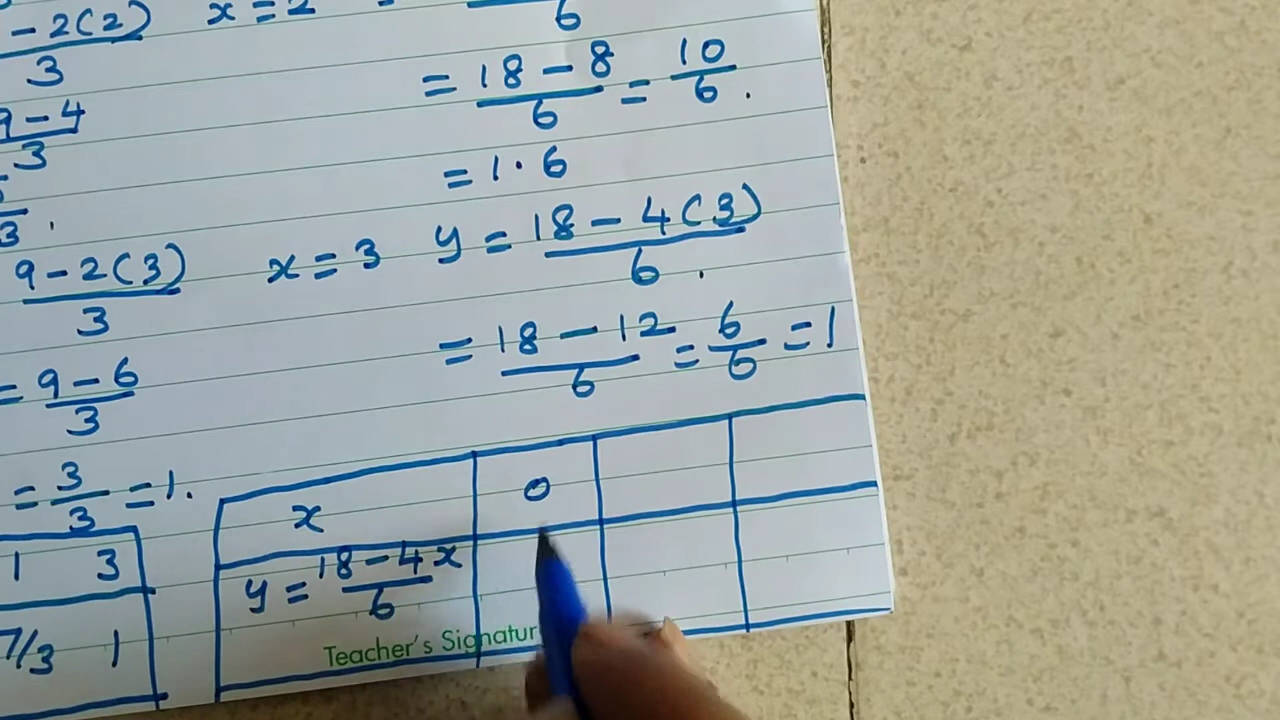 - 2(2)
3
9 - 4
3
3 .
9 - 2(3)
3
= 9 - 6
3
= 3/3 = 1.
1 3
7/3 1
x = 2
6
= 18 - 8 / 6 = 10/6 .
= 1.6
x = 3 y = 18 - 4(3) / 6 .
= 18 - 12 / 6 = 6/6 = 1
x 0
y = 18 - 4x / 6
Teacher's Signatur